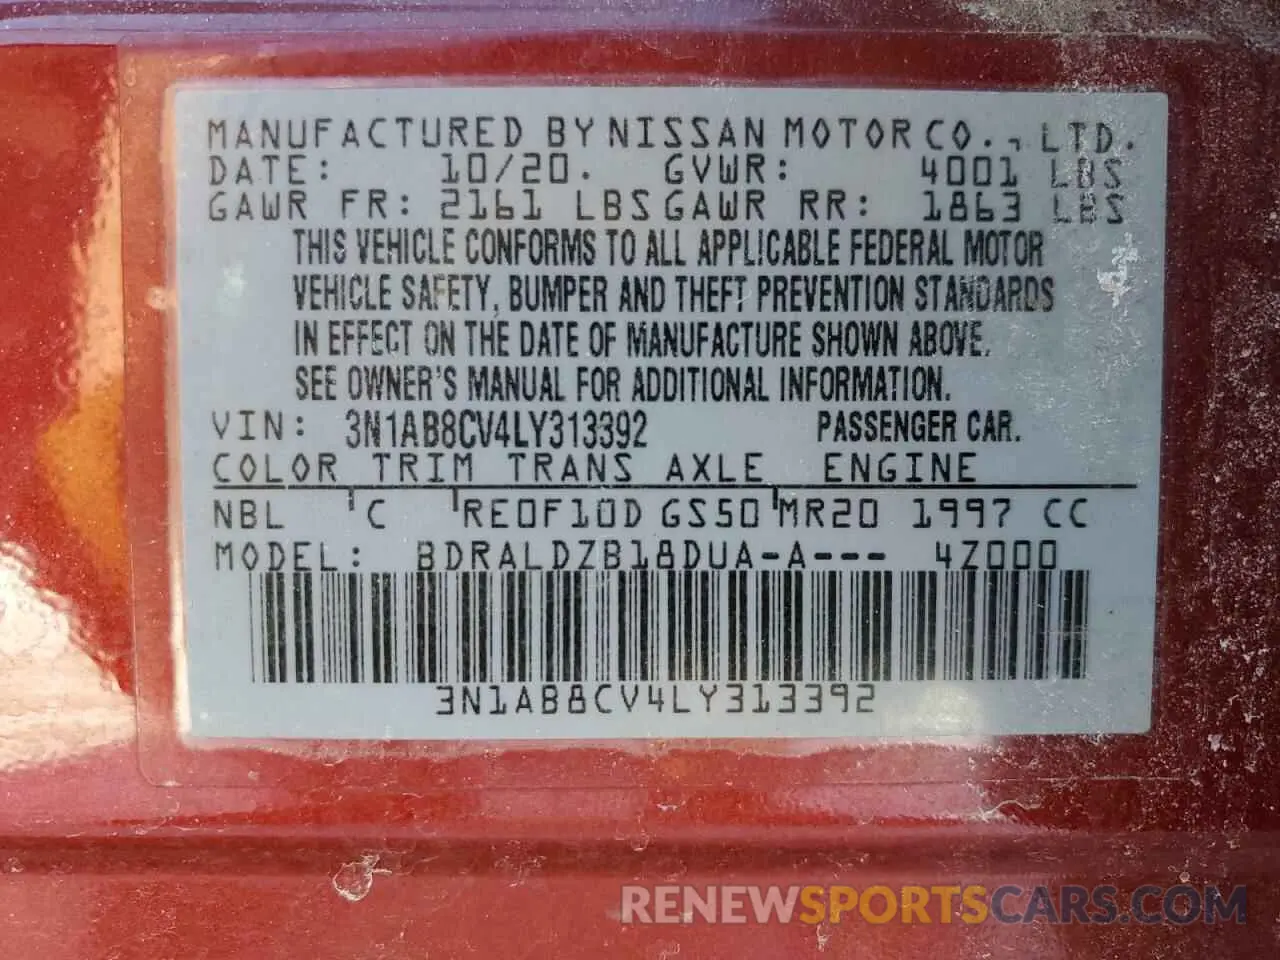 MANUFACTURED BY NISSAN MOTOR CO., LTD.
DATE: 10/20. GVWR: 4001 LBS
GAWR FR: 2161 LBS GAWR RR: 1863 LBS
THIS VEHICLE CONFORMS TO ALL APPLICABLE FEDERAL MOTOR
VEHICLE SAFETY, BUMPER AND THEFT PREVENTION STANDARDS
IN EFFECT ON THE DATE OF MANUFACTURE SHOWN ABOVE.
SEE OWNER'S MANUAL FOR ADDITIONAL INFORMATION.
VIN: 3N1AB8CV4LY313392 PASSENGER CAR.
COLOR TRIM TRANS AXLE ENGINE
NBL C RE0F10D GS50 MR20 1997 CC
MODEL: BDRALDZB18DUA-A--- 4Z000
3N1AB8CV4LY313392
RENEWSPORTSCARS.COM